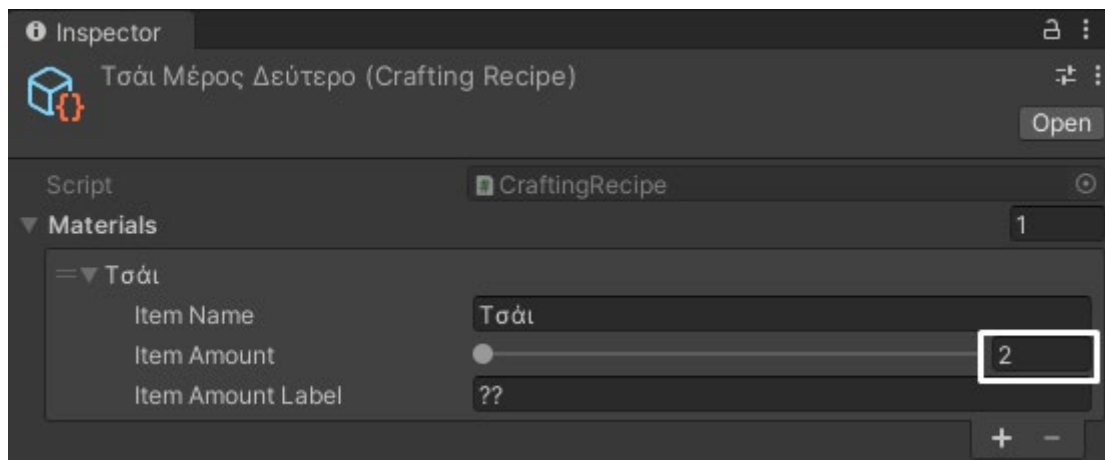 Inspector
Τσάι Μέρος Δεύτερο (Crafting Recipe)
Open
Script CraftingRecipe
Materials 1
Τσάι
Item Name Τσάι
Item Amount 2
Item Amount Label ??